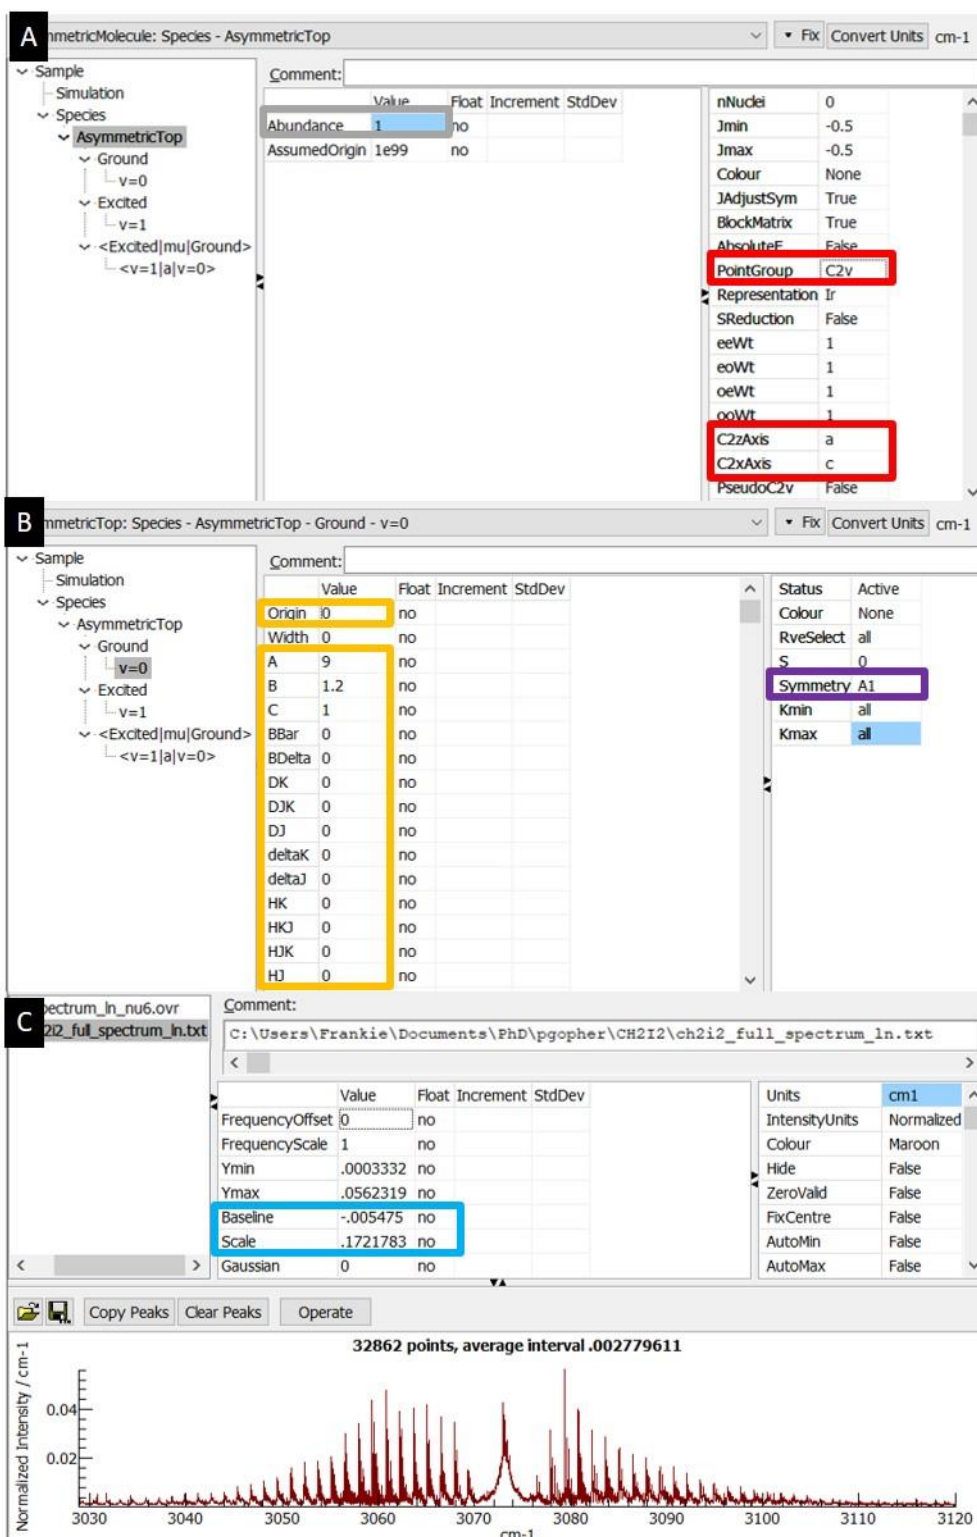 A
mmetricMolecule: Species - AsymmetricTop Fix Convert Units cm-1
Sample
Simulation
Species
AsymmetricTop
Ground
v=0
Excited
v=1
<Excited|mu|Ground>
<v=1|a|v=0>
Comment:
Value Float Increment StdDev
Abundance 1 no
AssumedOrigin 1e99 no
nNuclei 0
Jmin -0.5
Jmax -0.5
Colour None
JAdjustSym True
BlockMatrix True
AbsoluteE False
PointGroup C2v
Representation Ir
SReduction False
eeWt 1
eoWt 1
oeWt 1
ooWt 1
C2zAxis a
C2xAxis c
PseudoC2v False
B
mmetricTop: Species - AsymmetricTop - Ground - v=0 Fix Convert Units cm-1
Sample
Simulation
Species
AsymmetricTop
Ground
v=0
Excited
v=1
<Excited|mu|Ground>
<v=1|a|v=0>
Comment:
Value Float Increment StdDev
Origin 0 no
Width 0 no
A 9 no
B 1.2 no
C 1 no
BBar 0 no
BDelta 0 no
DK 0 no
DJK 0 no
DJ 0 no
deltaK 0 no
deltaJ 0 no
HK 0 no
HKJ 0 no
HJK 0 no
HJ 0 no
Status Active
Colour None
RveSelect all
S 0
Symmetry A1
Kmin all
Kmax all
C
pectrum_ln_nu6.ovr
2i2_full_spectrum_ln.txt
Comment:
C:\Users\Frankie\Documents\PhD\pgopher\CH2I2\ch2i2_full_spectrum_ln.txt
Value Float Increment StdDev
FrequencyOffset 0 no
FrequencyScale 1 no
Ymin .0003332 no
Ymax .0562319 no
Baseline -.005475 no
Scale .1721783 no
Gaussian 0 no
Units cm1
IntensityUnits Normalized
Colour Maroon
Hide False
ZeroValid False
FixCentre False
AutoMin False
AutoMax False
Copy Peaks Clear Peaks Operate
32862 points, average interval .002779611
Normalized Intensity / cm-1
0.04
0.02
3030 3040 3050 3060 3070 3080 3090 3100 3110 3120
cm-1